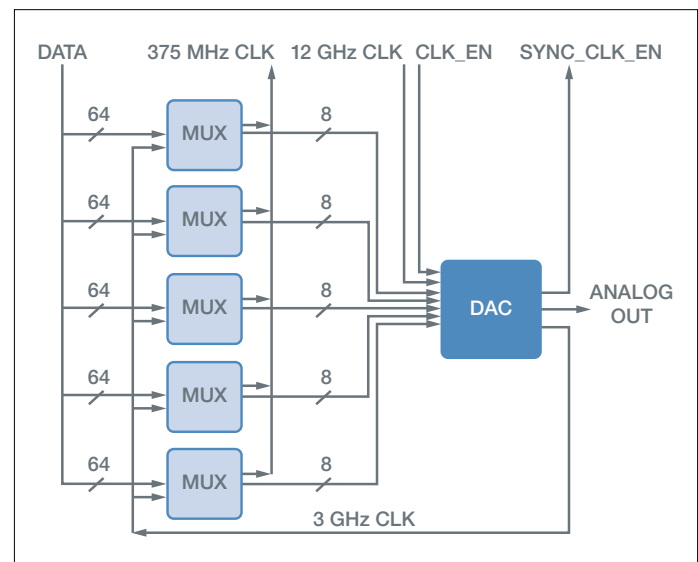 DATA
375 MHz CLK
12 GHz CLK
CLK_EN
SYNC_CLK_EN
64
MUX
8
64
MUX
8
64
MUX
8
DAC
ANALOG
OUT
64
MUX
8
64
MUX
8
3 GHz CLK